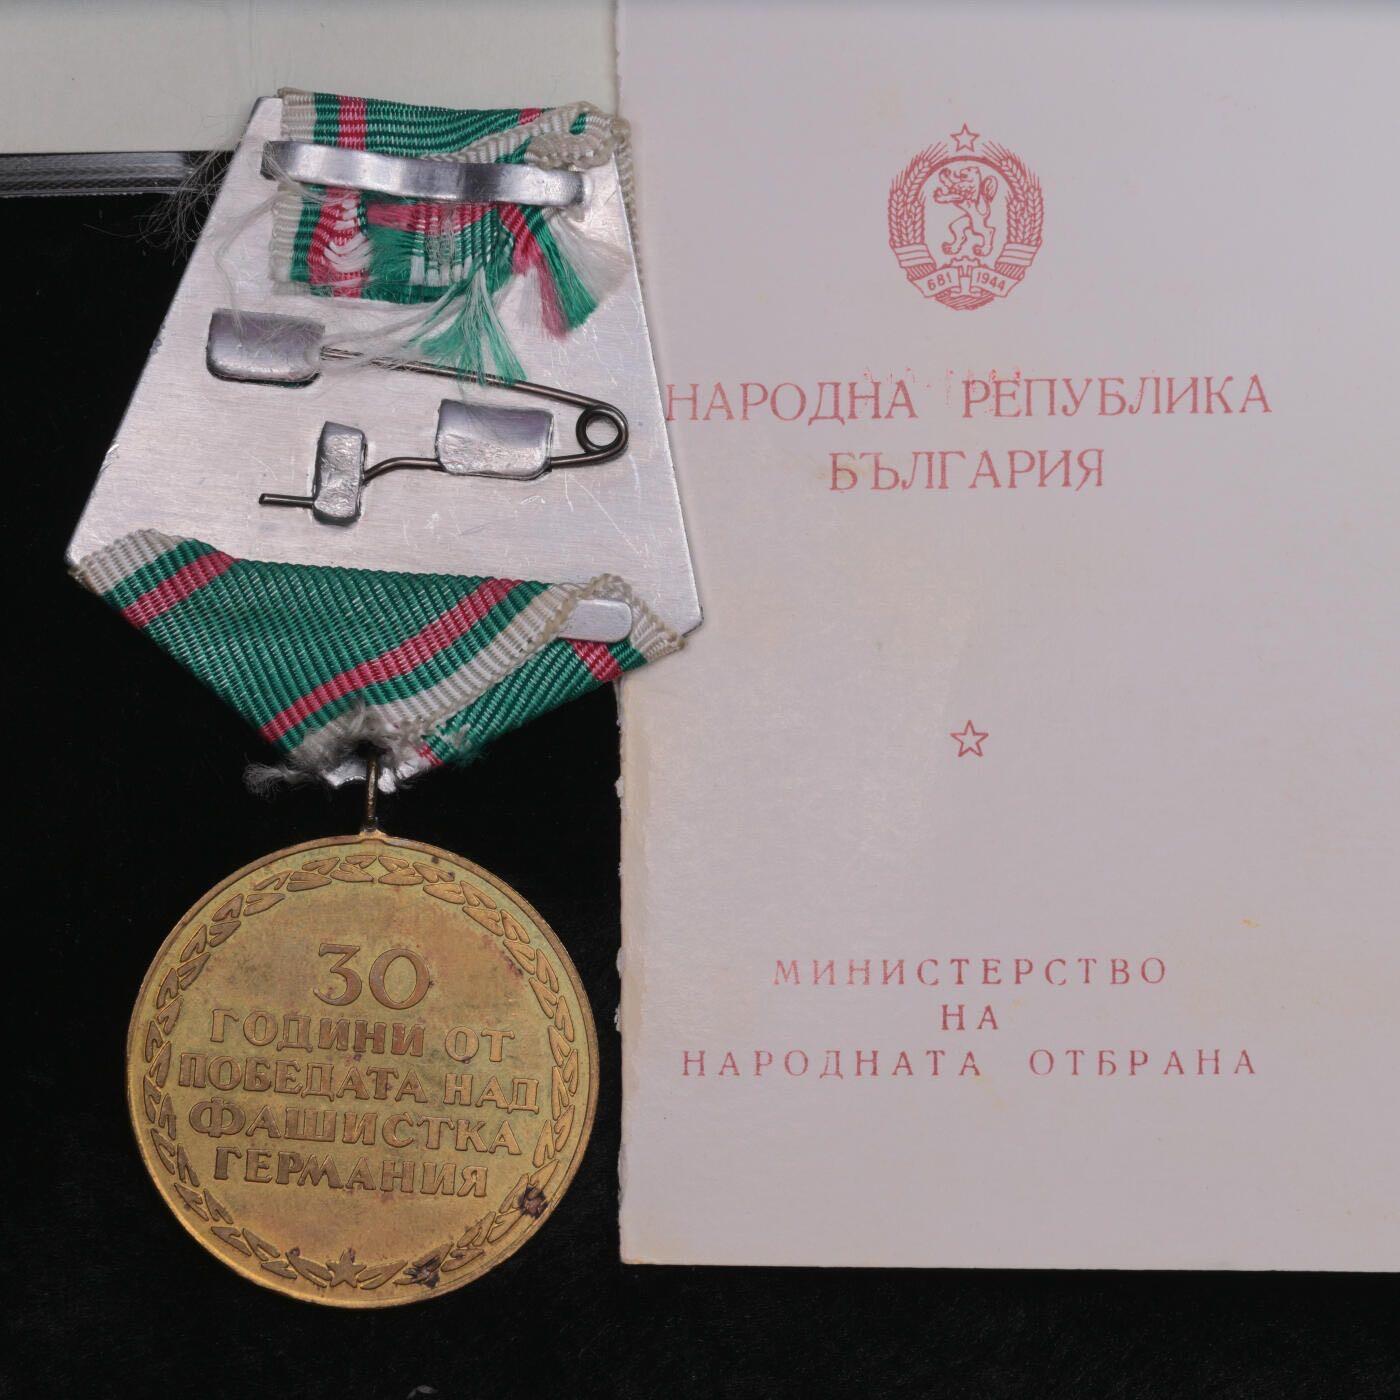 30
ГОДИНИ ОТ
ПОБЕДАТА НАД
ФАШИСТКА
ГЕРМАНИЯ
681 1944
НАРОДНА РЕПУБЛИКА
БЪЛГАРИЯ
МИНИСТЕРСТВО
НА
НАРОДНАТА ОТБРАНА